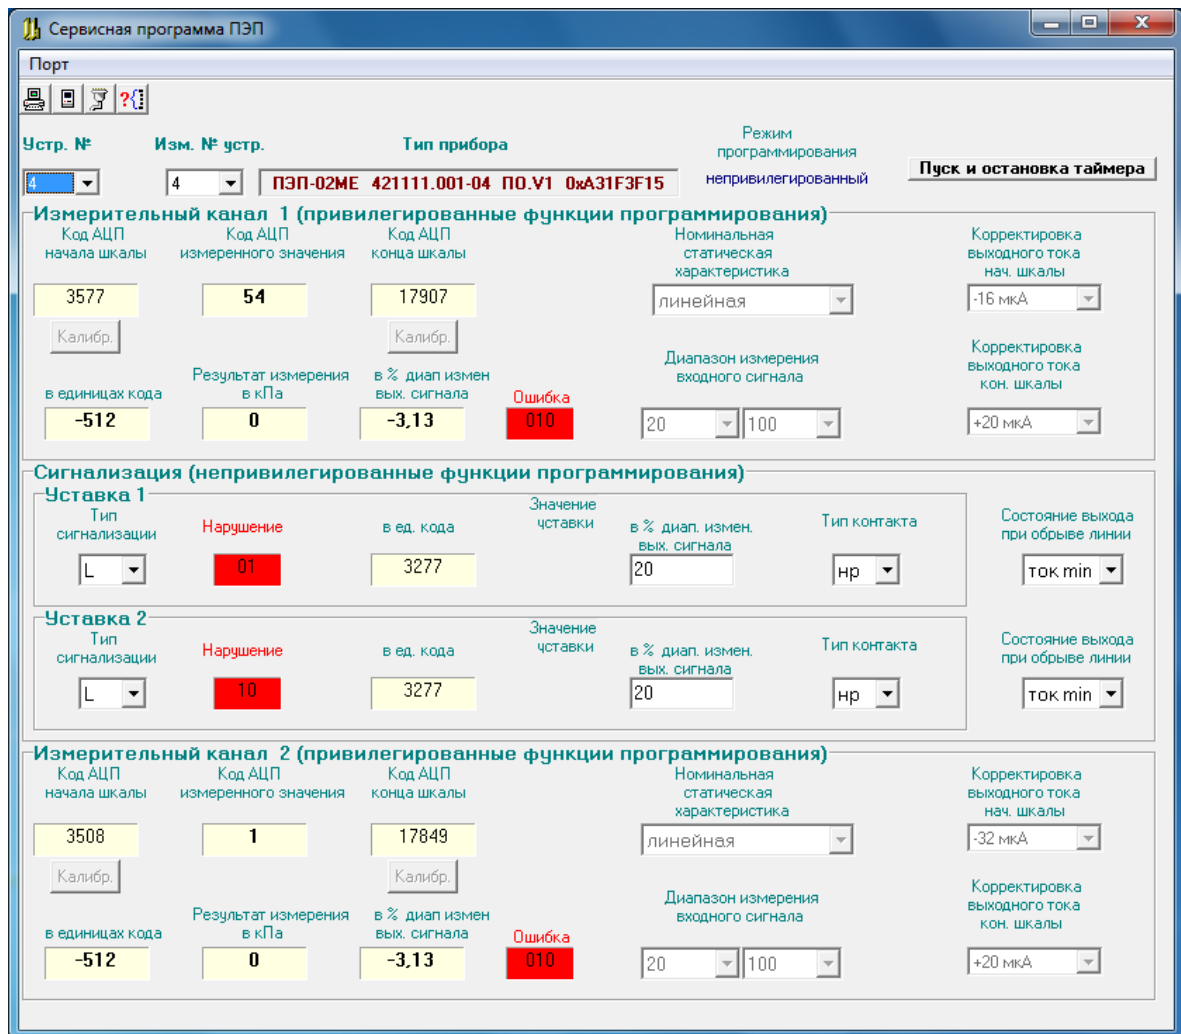 Сервисная программа ПЭП
Порт
Устр. №
Изм. № устр.
Тип прибора
Режим
программирования
непривилегированный
Пуск и остановка таймера
4
4
ПЭП-02МЕ 421111.001-04 ПО.V1 0xA31F3F15
Измерительный канал 1 (привилегированные функции программирования)
Код АЦП
начала шкалы
Код АЦП
измеренного значения
Код АЦП
конца шкалы
Номинальная
статическая
характеристика
Корректировка
выходного тока
нач. шкалы
3577
54
17907
линейная
-16 мкА
Калибр.
Калибр.
в единицах кода
Результат измерения
в кПа
в % диап измен
вых. сигнала
Ошибка
Диапазон измерения
входного сигнала
Корректировка
выходного тока
кон. шкалы
-512
0
-3,13
010
20
100
+20 мкА
Сигнализация (непривилегированные функции программирования)
Уставка 1
Тип
сигнализации
Нарушение
в ед. кода
Значение
уставки
в % диап. измен.
вых. сигнала
Тип контакта
Состояние выхода
при обрыве линии
L
01
3277
20
нр
ток min
Уставка 2
Тип
сигнализации
Нарушение
в ед. кода
Значение
уставки
в % диап. измен.
вых. сигнала
Тип контакта
Состояние выхода
при обрыве линии
L
10
3277
20
нр
ток min
Измерительный канал 2 (привилегированные функции программирования)
Код АЦП
начала шкалы
Код АЦП
измеренного значения
Код АЦП
конца шкалы
Номинальная
статическая
характеристика
Корректировка
выходного тока
нач. шкалы
3508
1
17849
линейная
-32 мкА
Калибр.
Калибр.
в единицах кода
Результат измерения
в кПа
в % диап измен
вых. сигнала
Ошибка
Диапазон измерения
входного сигнала
Корректировка
выходного тока
кон. шкалы
-512
0
-3,13
010
20
100
+20 мкА